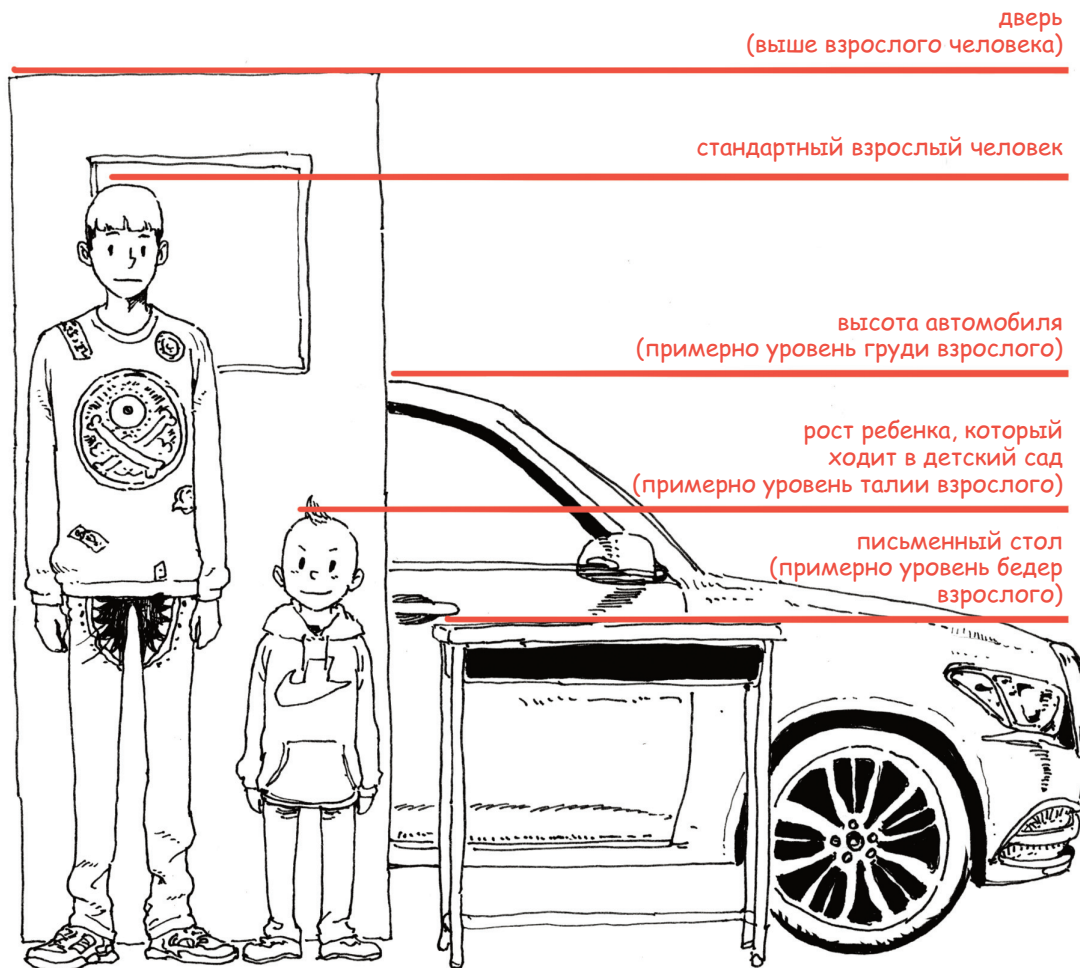 дверь
(выше взрослого человека)
стандартный взрослый человек
высота автомобиля
(примерно уровень груди взрослого)
рост ребенка, который
ходит в детский сад
(примерно уровень талии взрослого)
письменный стол
(примерно уровень бедер
взрослого)